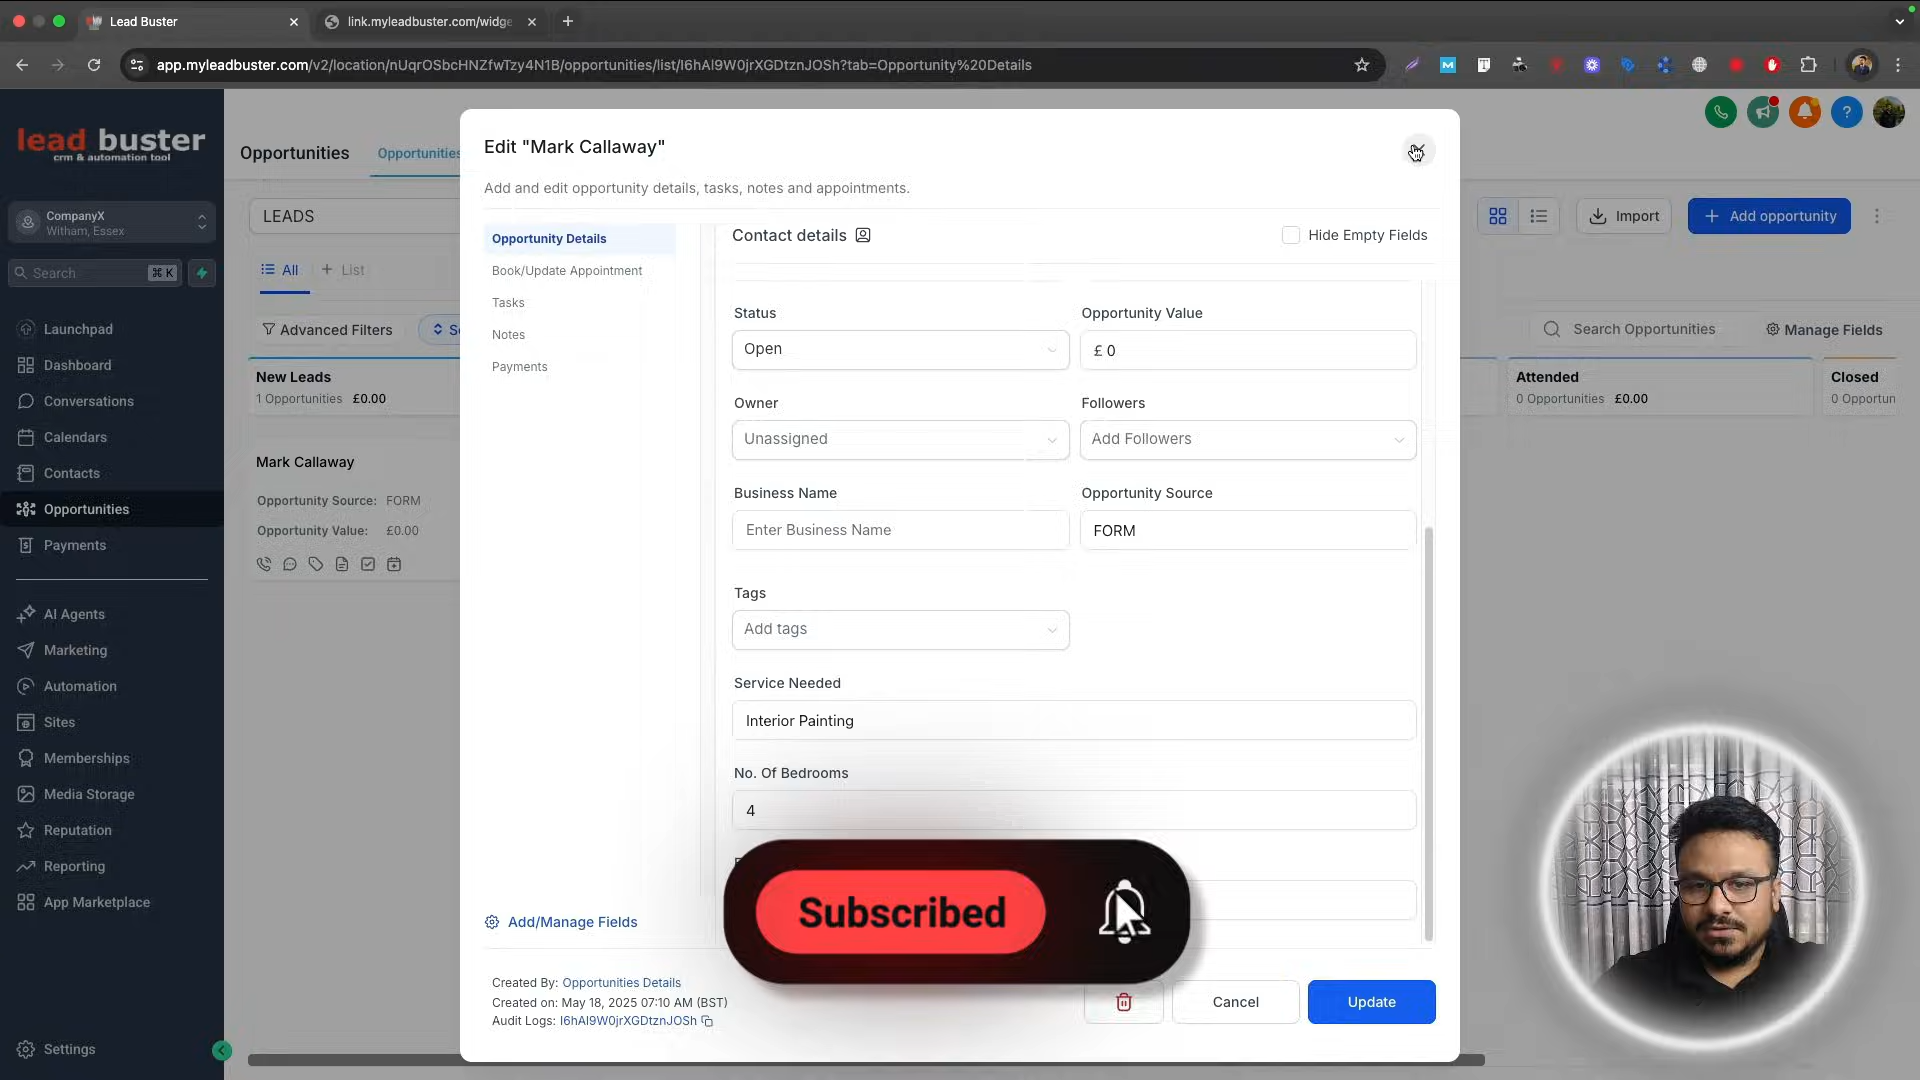 Lead Buster
link.myleadbuster.com/widge
app.myleadbuster.com/v2/location/nUqrOSbcHNZfwTzy4N1B/opportunities/list/I6hAl9W0jrXGDtznJOSh?tab=Opportunity%20Details
lead buster
crm & automation tool
CompanyX
Witham, Essex
Search
⌘ K
Launchpad
Dashboard
Conversations
Calendars
Contacts
Opportunities
Payments
AI Agents
Marketing
Automation
Sites
Memberships
Media Storage
Reputation
Reporting
App Marketplace
Settings
Opportunities
Opportunities
LEADS
All
+ List
Advanced Filters
New Leads
1 Opportunities £0.00
Mark Callaway
Opportunity Source: FORM
Opportunity Value: £0.00
Edit "Mark Callaway"
Add and edit opportunity details, tasks, notes and appointments.
Opportunity Details
Book/Update Appointment
Tasks
Notes
Payments
Add/Manage Fields
Contact details
Hide Empty Fields
Status
Opportunity Value
Open
£ 0
Owner
Followers
Unassigned
Add Followers
Business Name
Opportunity Source
Enter Business Name
FORM
Tags
Add tags
Service Needed
Interior Painting
No. Of Bedrooms
4
Subscribed
Created By: Opportunities Details
Created on: May 18, 2025 07:10 AM (BST)
Audit Logs: I6hAl9W0jrXGDtznJOSh
Cancel
Update
Import
+ Add opportunity
Search Opportunities
Manage Fields
Attended
0 Opportunities £0.00
Closed
0 Opportun